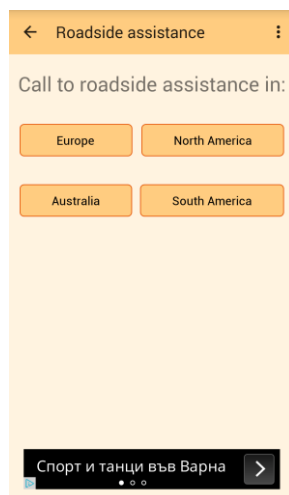 Roadside assistance
Call to roadside assistance in:
Europe
North America
Australia
South America
Спорт и танци във Варна